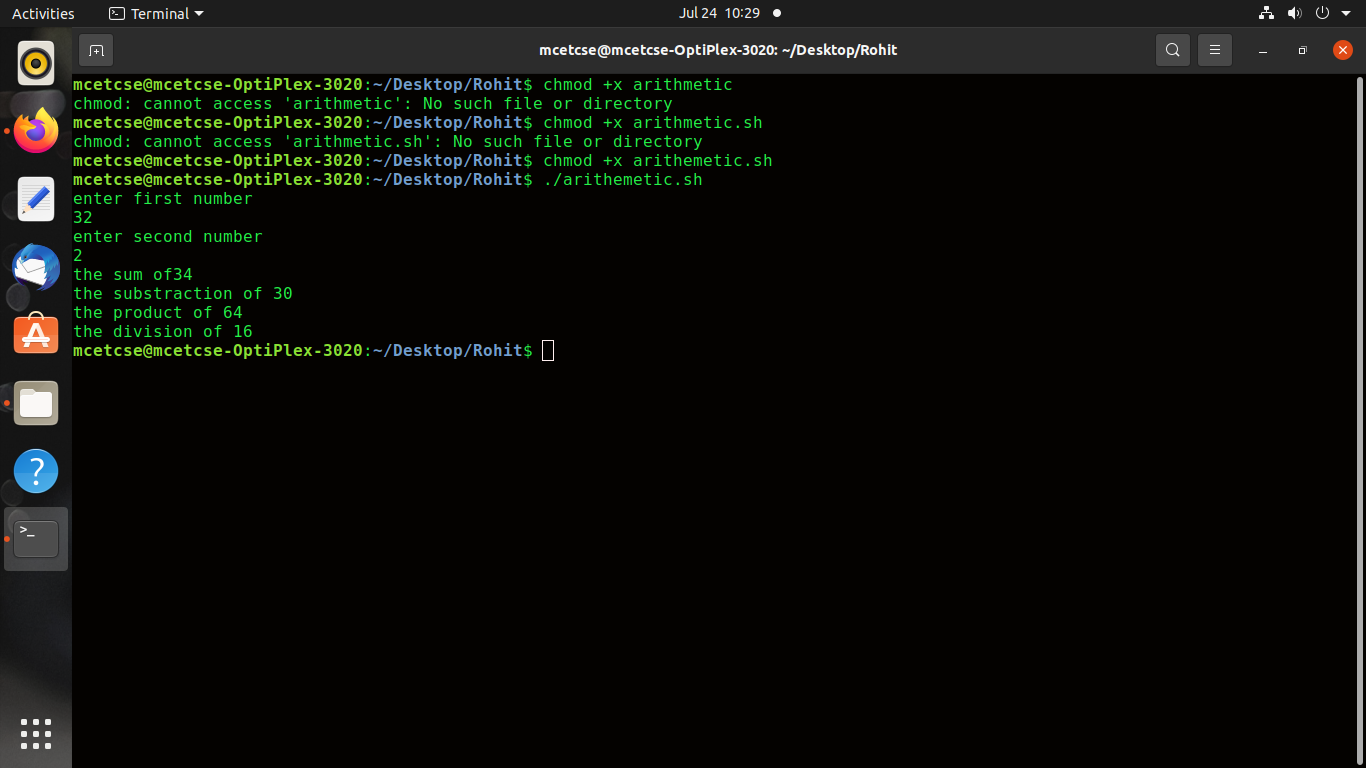 Activities
Terminal
Jul 24 10:29
mcetcse@mcetcse-OptiPlex-3020: ~/Desktop/Rohit
mcetcse@mcetcse-OptiPlex-3020:~/Desktop/Rohit$ chmod +x arithmetic
chmod: cannot access 'arithmetic': No such file or directory
mcetcse@mcetcse-OptiPlex-3020:~/Desktop/Rohit$ chmod +x arithmetic.sh
chmod: cannot access 'arithmetic.sh': No such file or directory
mcetcse@mcetcse-OptiPlex-3020:~/Desktop/Rohit$ chmod +x arithemetic.sh
mcetcse@mcetcse-OptiPlex-3020:~/Desktop/Rohit$ ./arithemetic.sh
enter first number
32
enter second number
2
the sum of34
the substraction of 30
the product of 64
the division of 16
mcetcse@mcetcse-OptiPlex-3020:~/Desktop/Rohit$